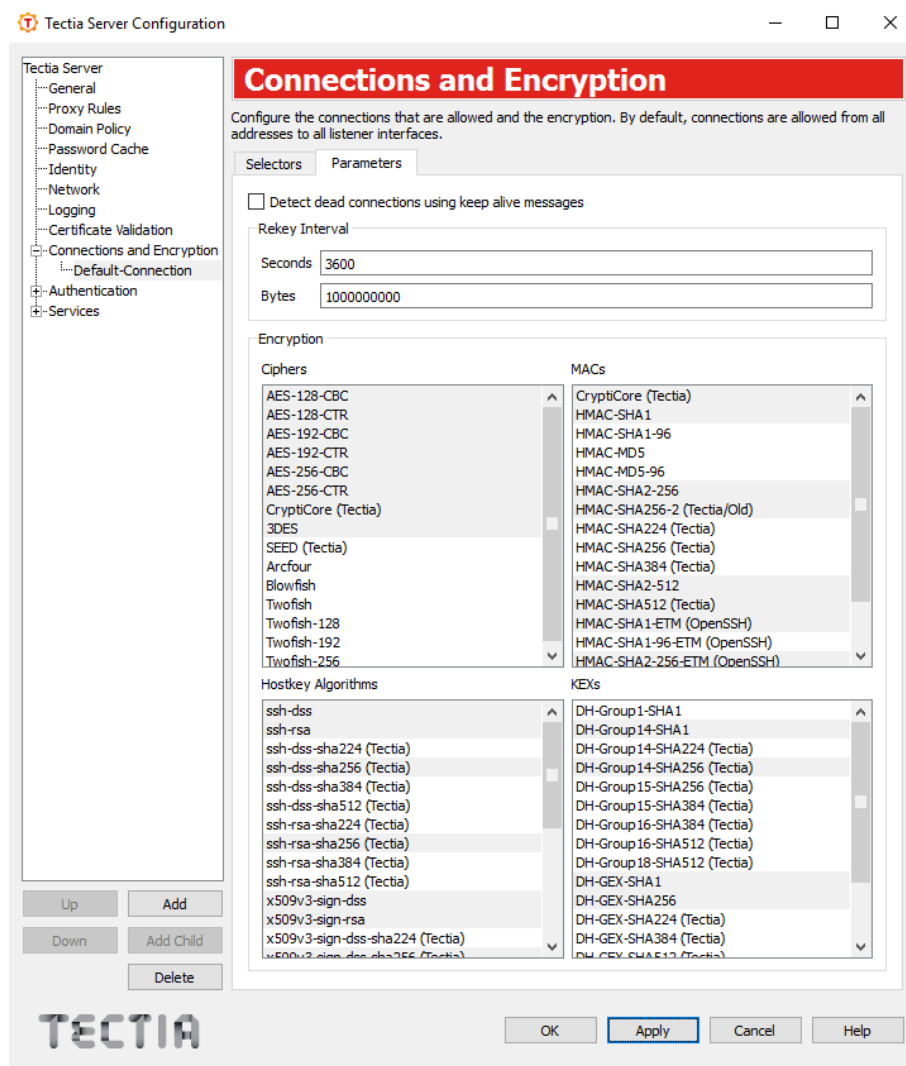 Tectia Server Configuration
Tectia Server
General
Proxy Rules
Domain Policy
Password Cache
Identity
Network
Logging
Certificate Validation
Connections and Encryption
Default-Connection
Authentication
Services
Up
Add
Down
Add Child
Delete
TECTIA
Connections and Encryption
Configure the connections that are allowed and the encryption. By default, connections are allowed from all
addresses to all listener interfaces.
Selectors
Parameters
Detect dead connections using keep alive messages
Rekey Interval
Seconds 3600
Bytes 1000000000
Encryption
Ciphers
AES-128-CBC
AES-128-CTR
AES-192-CBC
AES-192-CTR
AES-256-CBC
AES-256-CTR
CryptiCore (Tectia)
3DES
SEED (Tectia)
Arcfour
Blowfish
Twofish
Twofish-128
Twofish-192
Twofish-256
MACs
CryptiCore (Tectia)
HMAC-SHA1
HMAC-SHA1-96
HMAC-MD5
HMAC-MD5-96
HMAC-SHA2-256
HMAC-SHA256-2 (Tectia/Old)
HMAC-SHA224 (Tectia)
HMAC-SHA256 (Tectia)
HMAC-SHA384 (Tectia)
HMAC-SHA2-512
HMAC-SHA512 (Tectia)
HMAC-SHA1-ETM (OpenSSH)
HMAC-SHA1-96-ETM (OpenSSH)
HMAC-SHA2-256-ETM (OpenSSH)
Hostkey Algorithms
ssh-dss
ssh-rsa
ssh-dss-sha224 (Tectia)
ssh-dss-sha256 (Tectia)
ssh-dss-sha384 (Tectia)
ssh-dss-sha512 (Tectia)
ssh-rsa-sha224 (Tectia)
ssh-rsa-sha256 (Tectia)
ssh-rsa-sha384 (Tectia)
ssh-rsa-sha512 (Tectia)
x509v3-sign-dss
x509v3-sign-rsa
x509v3-sign-dss-sha224 (Tectia)
x509v3-sign-dss-sha256 (Tectia)
KEXs
DH-Group1-SHA1
DH-Group14-SHA1
DH-Group14-SHA224 (Tectia)
DH-Group14-SHA256 (Tectia)
DH-Group15-SHA256 (Tectia)
DH-Group15-SHA384 (Tectia)
DH-Group16-SHA384 (Tectia)
DH-Group16-SHA512 (Tectia)
DH-Group18-SHA512 (Tectia)
DH-GEX-SHA1
DH-GEX-SHA256
DH-GEX-SHA224 (Tectia)
DH-GEX-SHA384 (Tectia)
DH-GEX-SHA512 (Tectia)
OK
Apply
Cancel
Help